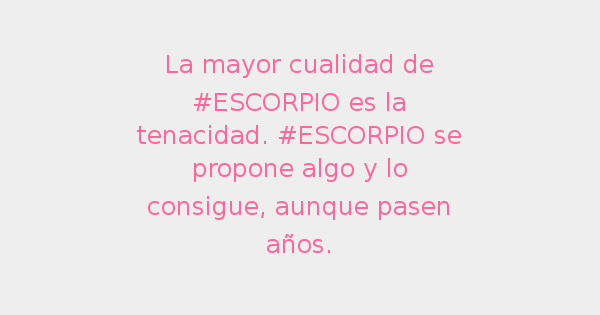 La mayor cualidad de
#ESCORPIO es la
tenacidad. #ESCORPIO se
propone algo y lo
consigue, aunque pasen
años.